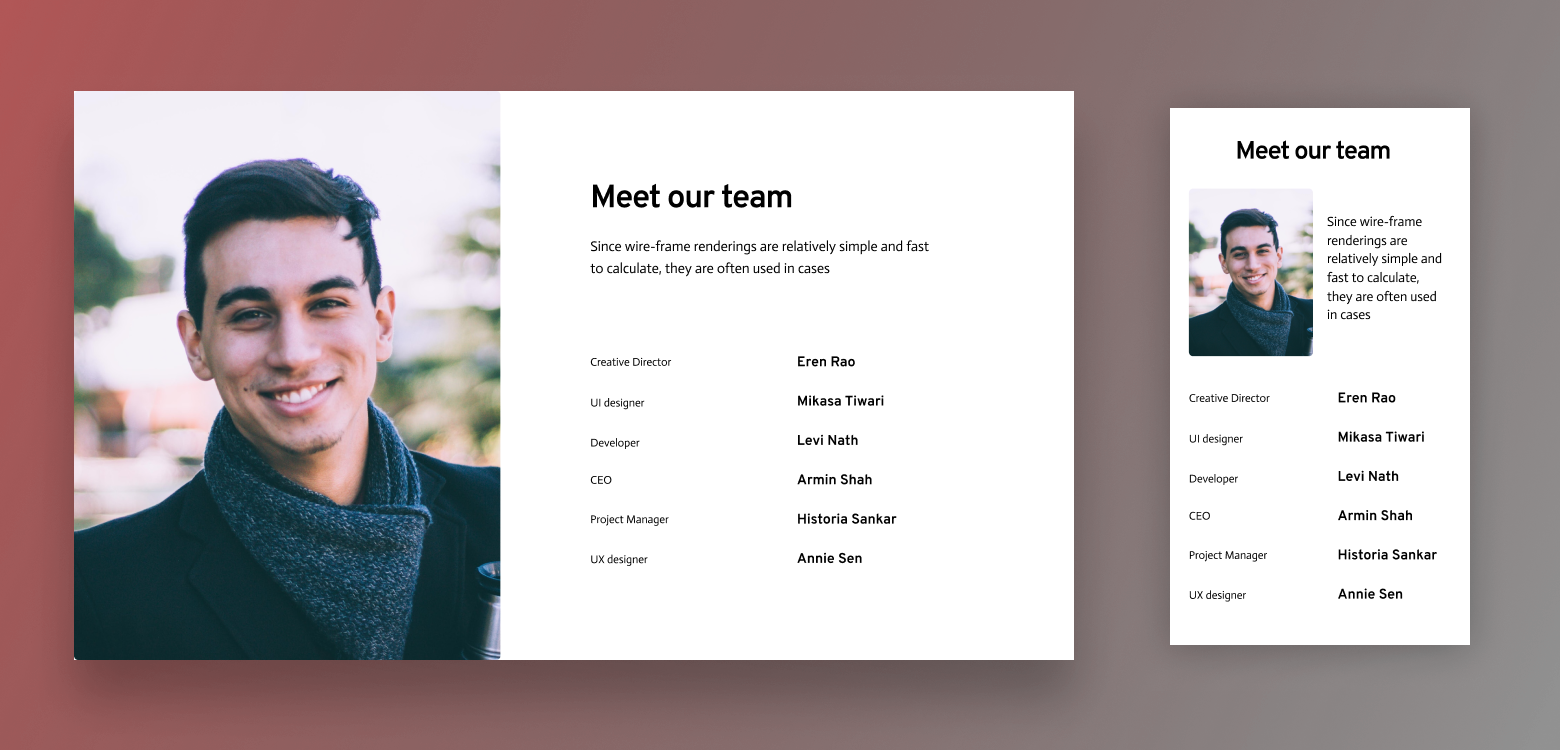 Meet our team
Since wire-frame renderings are relatively simple and fast
to calculate, they are often used in cases
Creative Director Eren Rao
UI designer Mikasa Tiwari
Developer Levi Nath
CEO Armin Shah
Project Manager Historia Sankar
UX designer Annie Sen
Meet our team
Since wire-frame
renderings are
relatively simple and
fast to calculate,
they are often used
in cases
Creative Director Eren Rao
UI designer Mikasa Tiwari
Developer Levi Nath
CEO Armin Shah
Project Manager Historia Sankar
UX designer Annie Sen